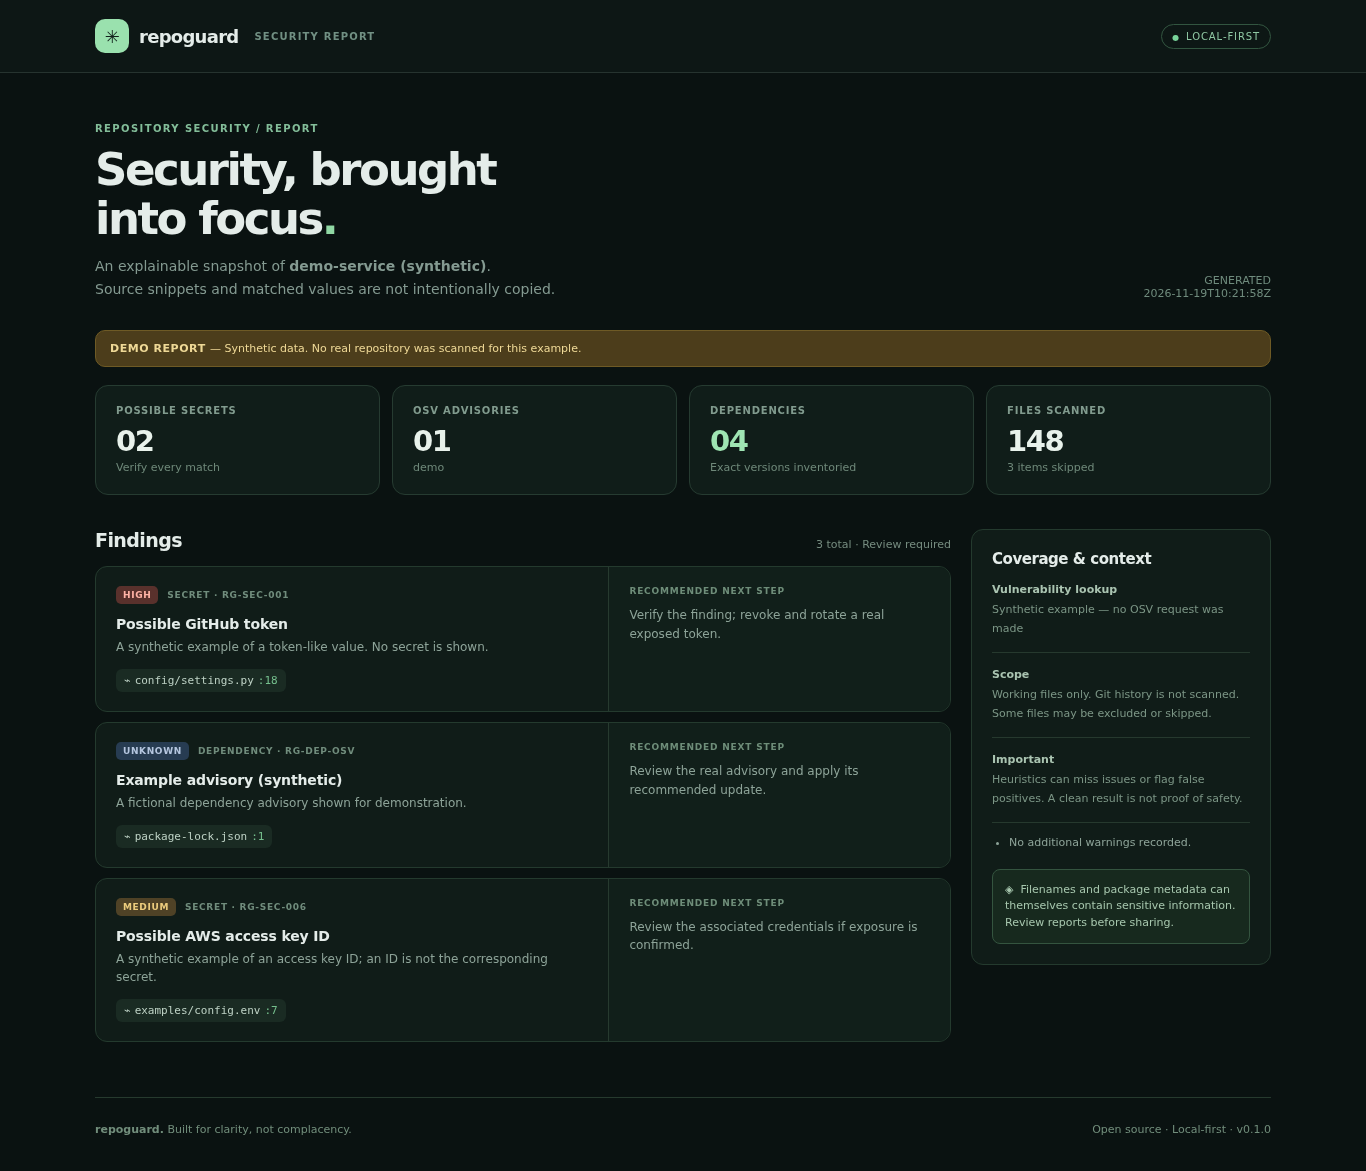 repoguard SECURITY REPORT
● LOCAL-FIRST
REPOSITORY SECURITY / REPORT
Security, brought
into focus.
An explainable snapshot of demo-service (synthetic).
Source snippets and matched values are not intentionally copied.
GENERATED
2026-11-19T10:21:58Z
DEMO REPORT — Synthetic data. No real repository was scanned for this example.
POSSIBLE SECRETS
02
Verify every match
OSV ADVISORIES
01
demo
DEPENDENCIES
04
Exact versions inventoried
FILES SCANNED
148
3 items skipped
Findings
3 total · Review required
HIGH SECRET · RG-SEC-001
Possible GitHub token
A synthetic example of a token-like value. No secret is shown.
⌁ config/settings.py :18
RECOMMENDED NEXT STEP
Verify the finding; revoke and rotate a real
exposed token.
UNKNOWN DEPENDENCY · RG-DEP-OSV
Example advisory (synthetic)
A fictional dependency advisory shown for demonstration.
⌁ package-lock.json :1
RECOMMENDED NEXT STEP
Review the real advisory and apply its
recommended update.
MEDIUM SECRET · RG-SEC-006
Possible AWS access key ID
A synthetic example of an access key ID; an ID is not the corresponding
secret.
⌁ examples/config.env :7
RECOMMENDED NEXT STEP
Review the associated credentials if exposure is
confirmed.
Coverage & context
Vulnerability lookup
Synthetic example — no OSV request was
made
Scope
Working files only. Git history is not scanned.
Some files may be excluded or skipped.
Important
Heuristics can miss issues or flag false
positives. A clean result is not proof of safety.
• No additional warnings recorded.
◈ Filenames and package metadata can
themselves contain sensitive information.
Review reports before sharing.
repoguard. Built for clarity, not complacency.
Open source · Local-first · v0.1.0